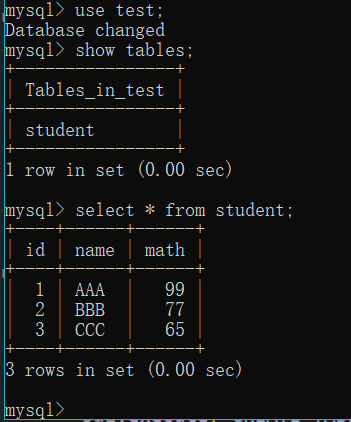 mysql> use test;
Database changed
mysql> show tables;
+----------------+
| Tables_in_test |
+----------------+
| student        |
+----------------+
1 row in set (0.00 sec)

mysql> select * from student;
+----+------+------+
| id | name | math |
+----+------+------+
|  1 | AAA  |   99 |
|  2 | BBB  |   77 |
|  3 | CCC  |   65 |
+----+------+------+
3 rows in set (0.00 sec)

mysql>